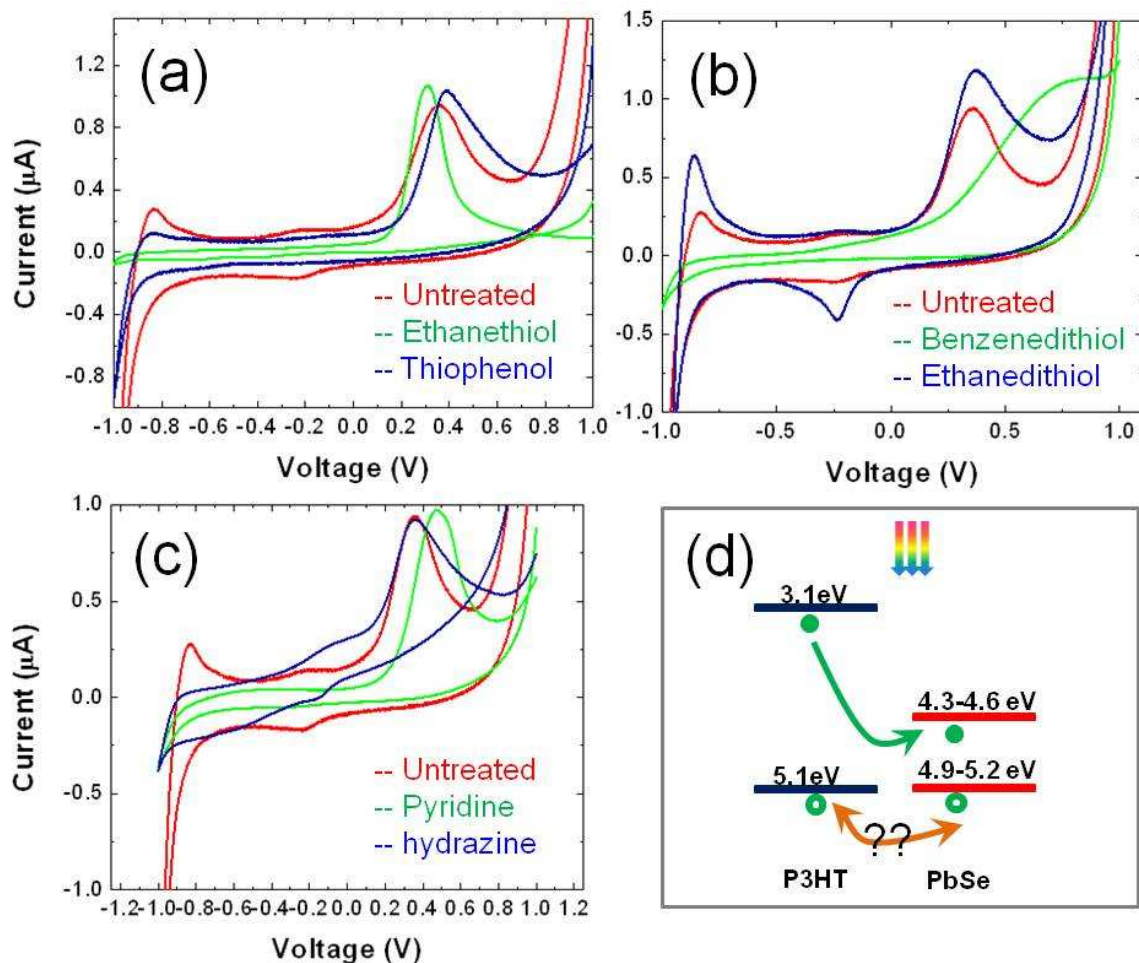 (a)
Current (μA)
1.2
0.8
0.4
0.0
-0.4
-0.8
-- Untreated
-- Ethanethiol
-- Thiophenol
-1.0 -0.8 -0.6 -0.4 -0.2 0.0 0.2 0.4 0.6 0.8 1.0
Voltage (V)
(b)
1.5
1.0
0.5
0.0
-0.5
-1.0
-- Untreated
-- Benzenedithiol
-- Ethanedithiol
-1.0 -0.5 0.0 0.5 1.0
Voltage (V)
(c)
Current (μA)
1.0
0.5
0.0
-0.5
-1.0
-- Untreated
-- Pyridine
-- hydrazine
-1.2 -1.0 -0.8 -0.6 -0.4 -0.2 0.0 0.2 0.4 0.6 0.8 1.0 1.2
Voltage (V)
(d)
3.1eV
4.3-4.6 eV
5.1eV 4.9-5.2 eV
??
P3HT PbSe